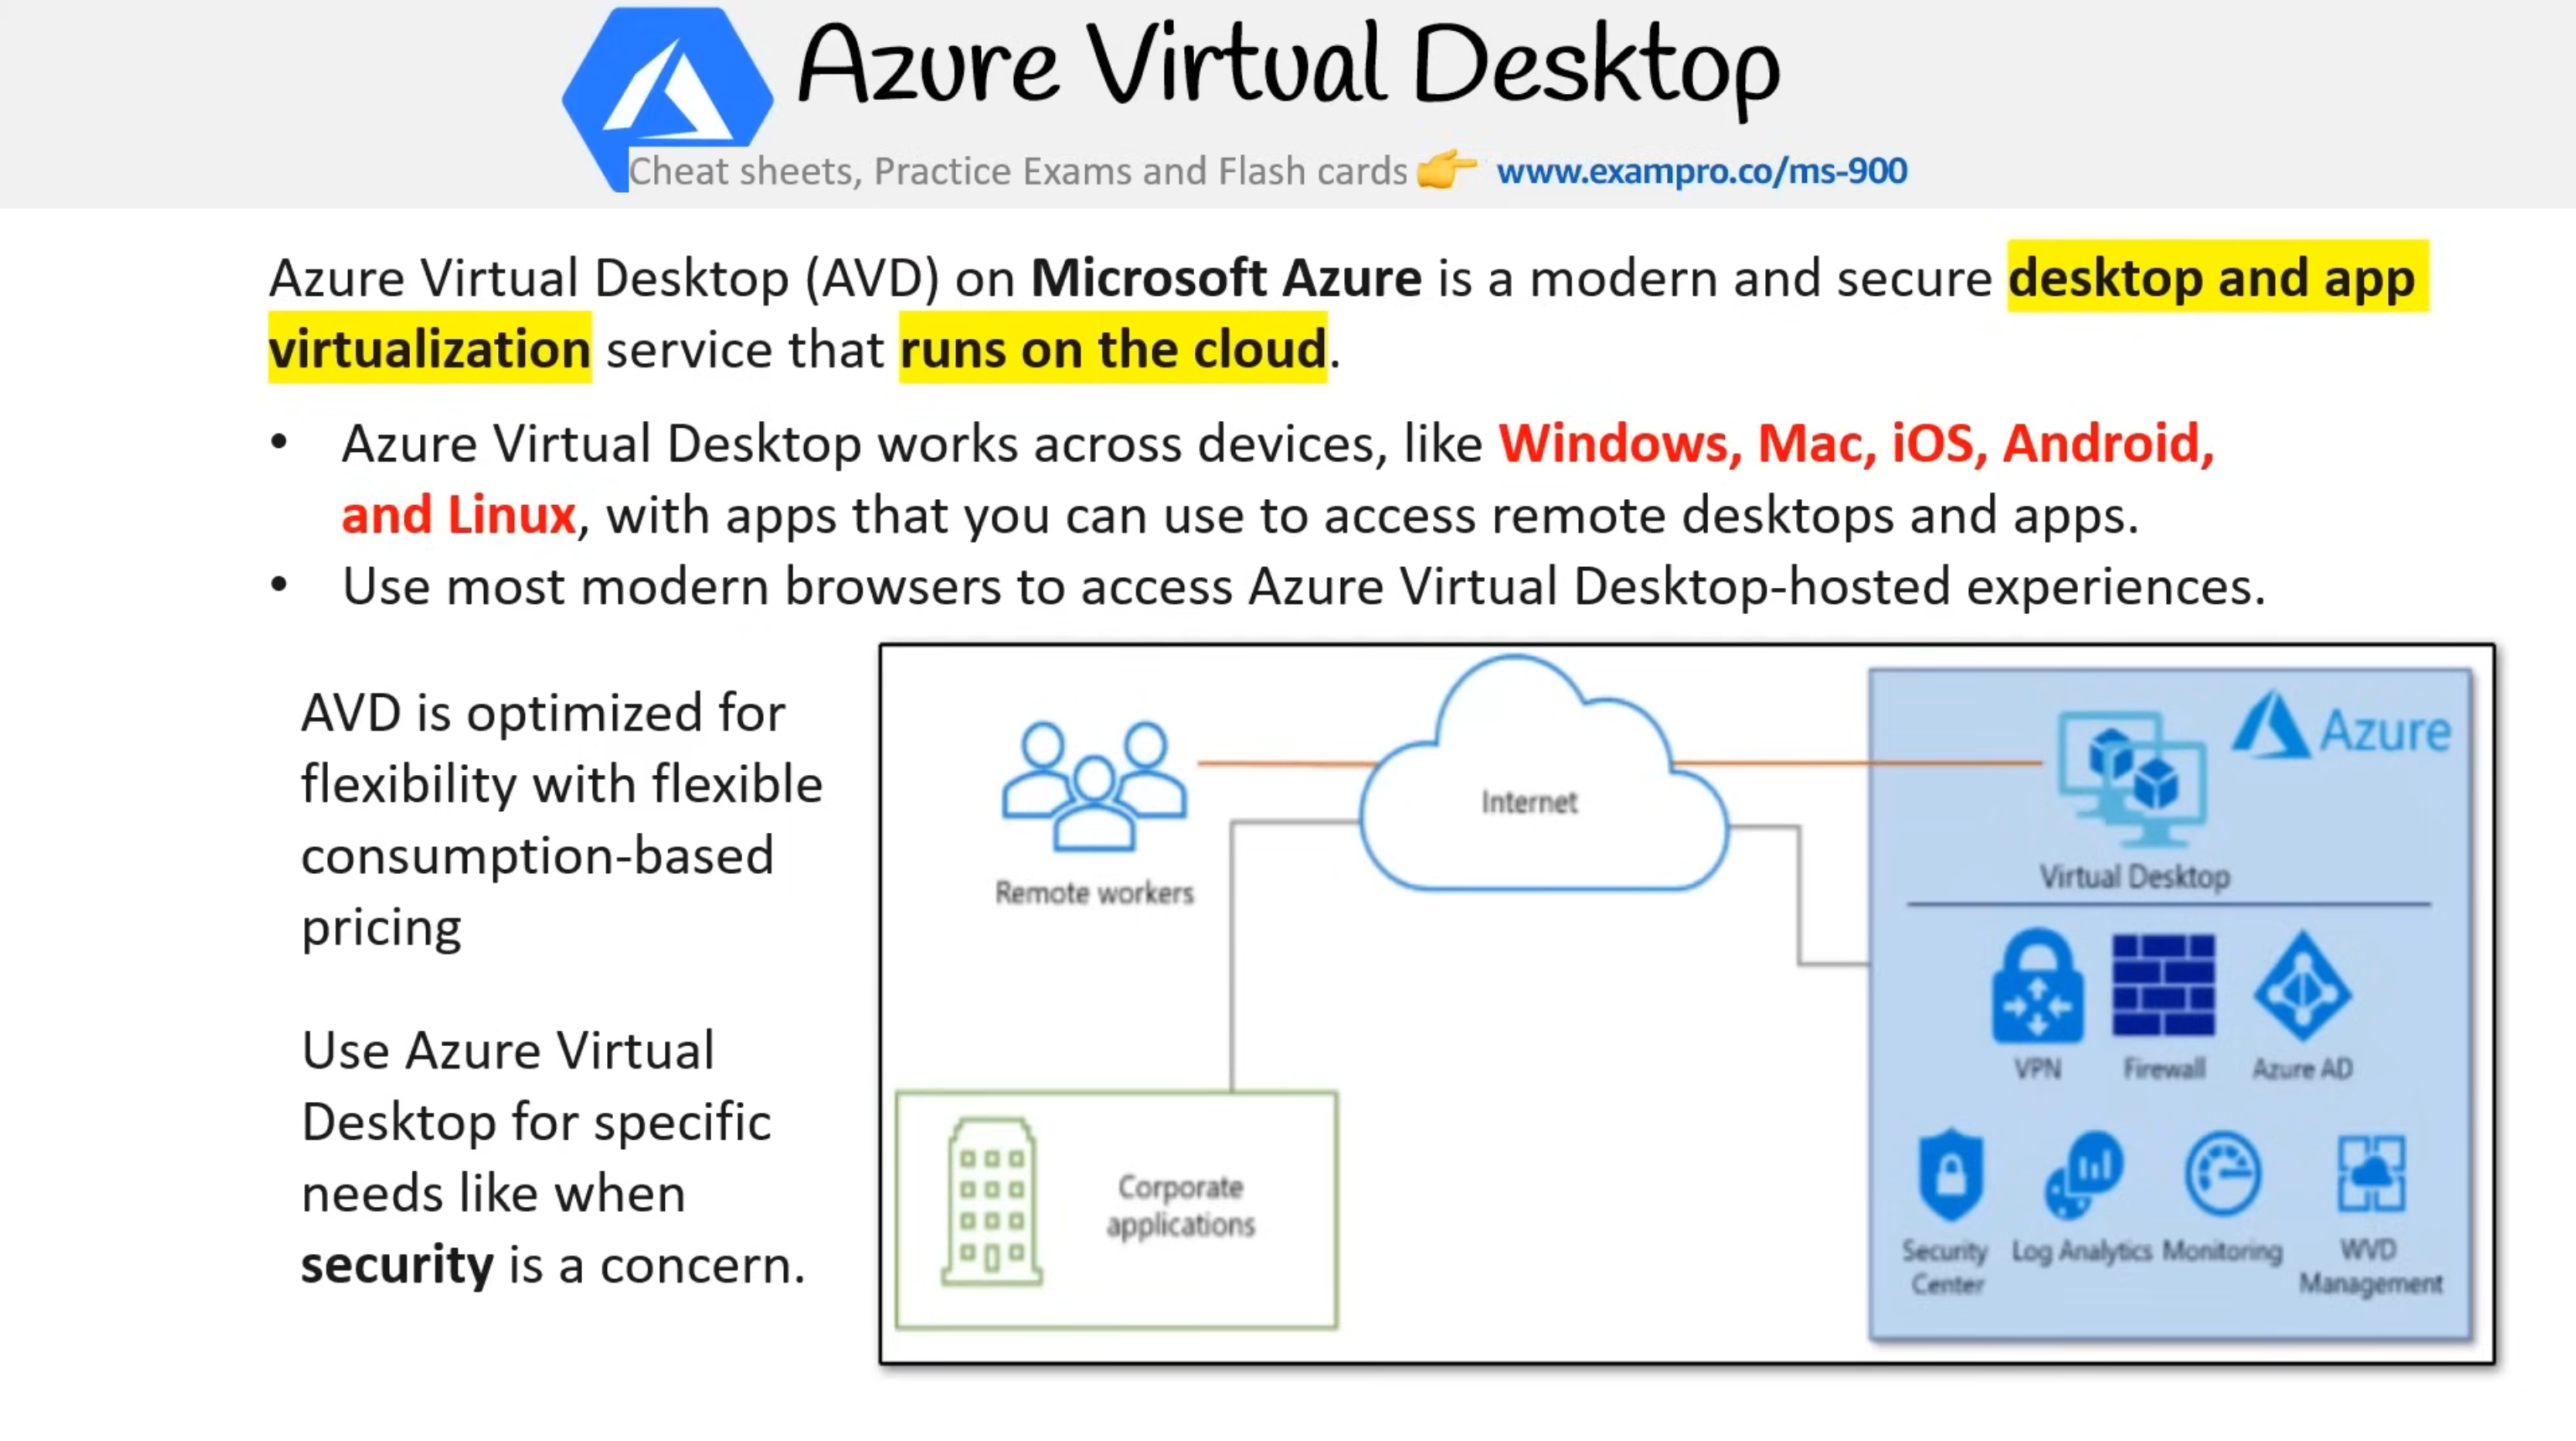 Azure Virtual Desktop
Cheat sheets, Practice Exams and Flash cards 👉 www.exampro.co/ms-900
Azure Virtual Desktop (AVD) on Microsoft Azure is a modern and secure desktop and app
virtualization service that runs on the cloud.
• Azure Virtual Desktop works across devices, like Windows, Mac, iOS, Android,
and Linux, with apps that you can use to access remote desktops and apps.
• Use most modern browsers to access Azure Virtual Desktop-hosted experiences.
AVD is optimized for
flexibility with flexible
consumption-based
pricing
Use Azure Virtual
Desktop for specific
needs like when
security is a concern.
Remote workers
Internet
Azure
Virtual Desktop
VPN
Firewall
Azure AD
Security
Center
Log Analytics
Monitoring
WVD
Management
Corporate
applications